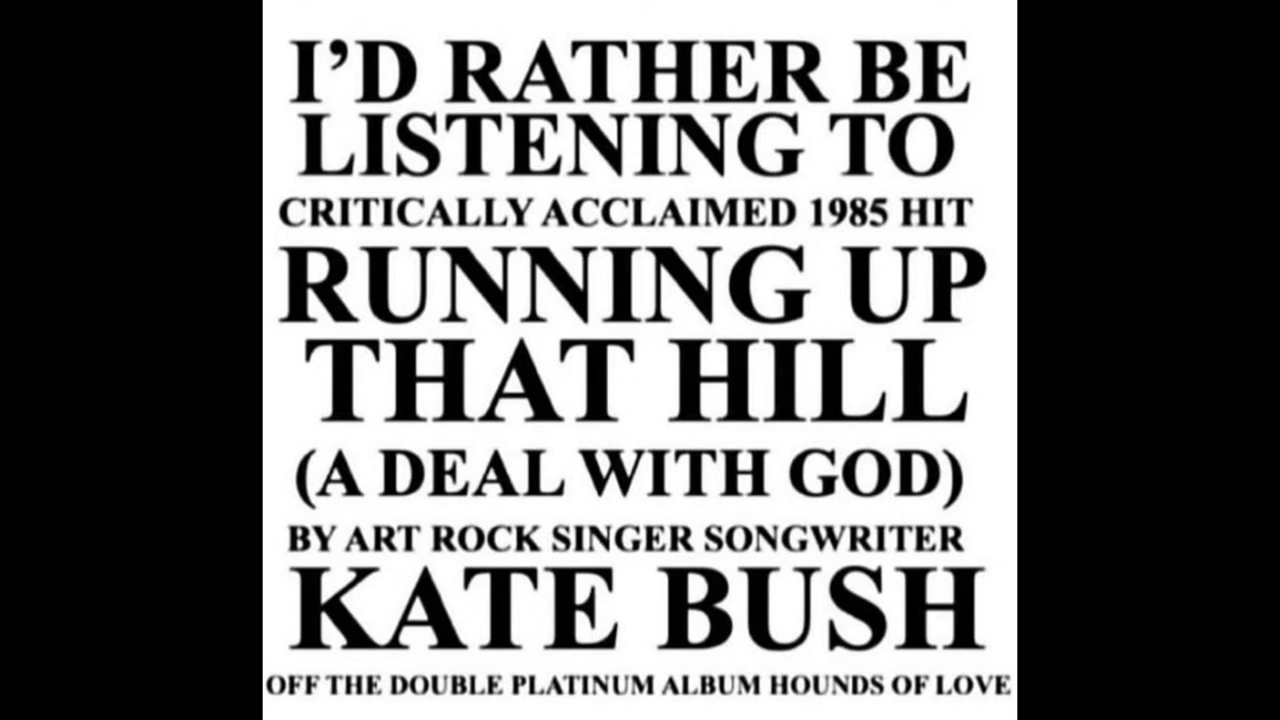 I’D RATHER BE
LISTENING TO
CRITICALLY ACCLAIMED 1985 HIT
RUNNING UP
THAT HILL
(A DEAL WITH GOD)
BY ART ROCK SINGER SONGWRITER
KATE BUSH
OFF THE DOUBLE PLATINUM ALBUM HOUNDS OF LOVE